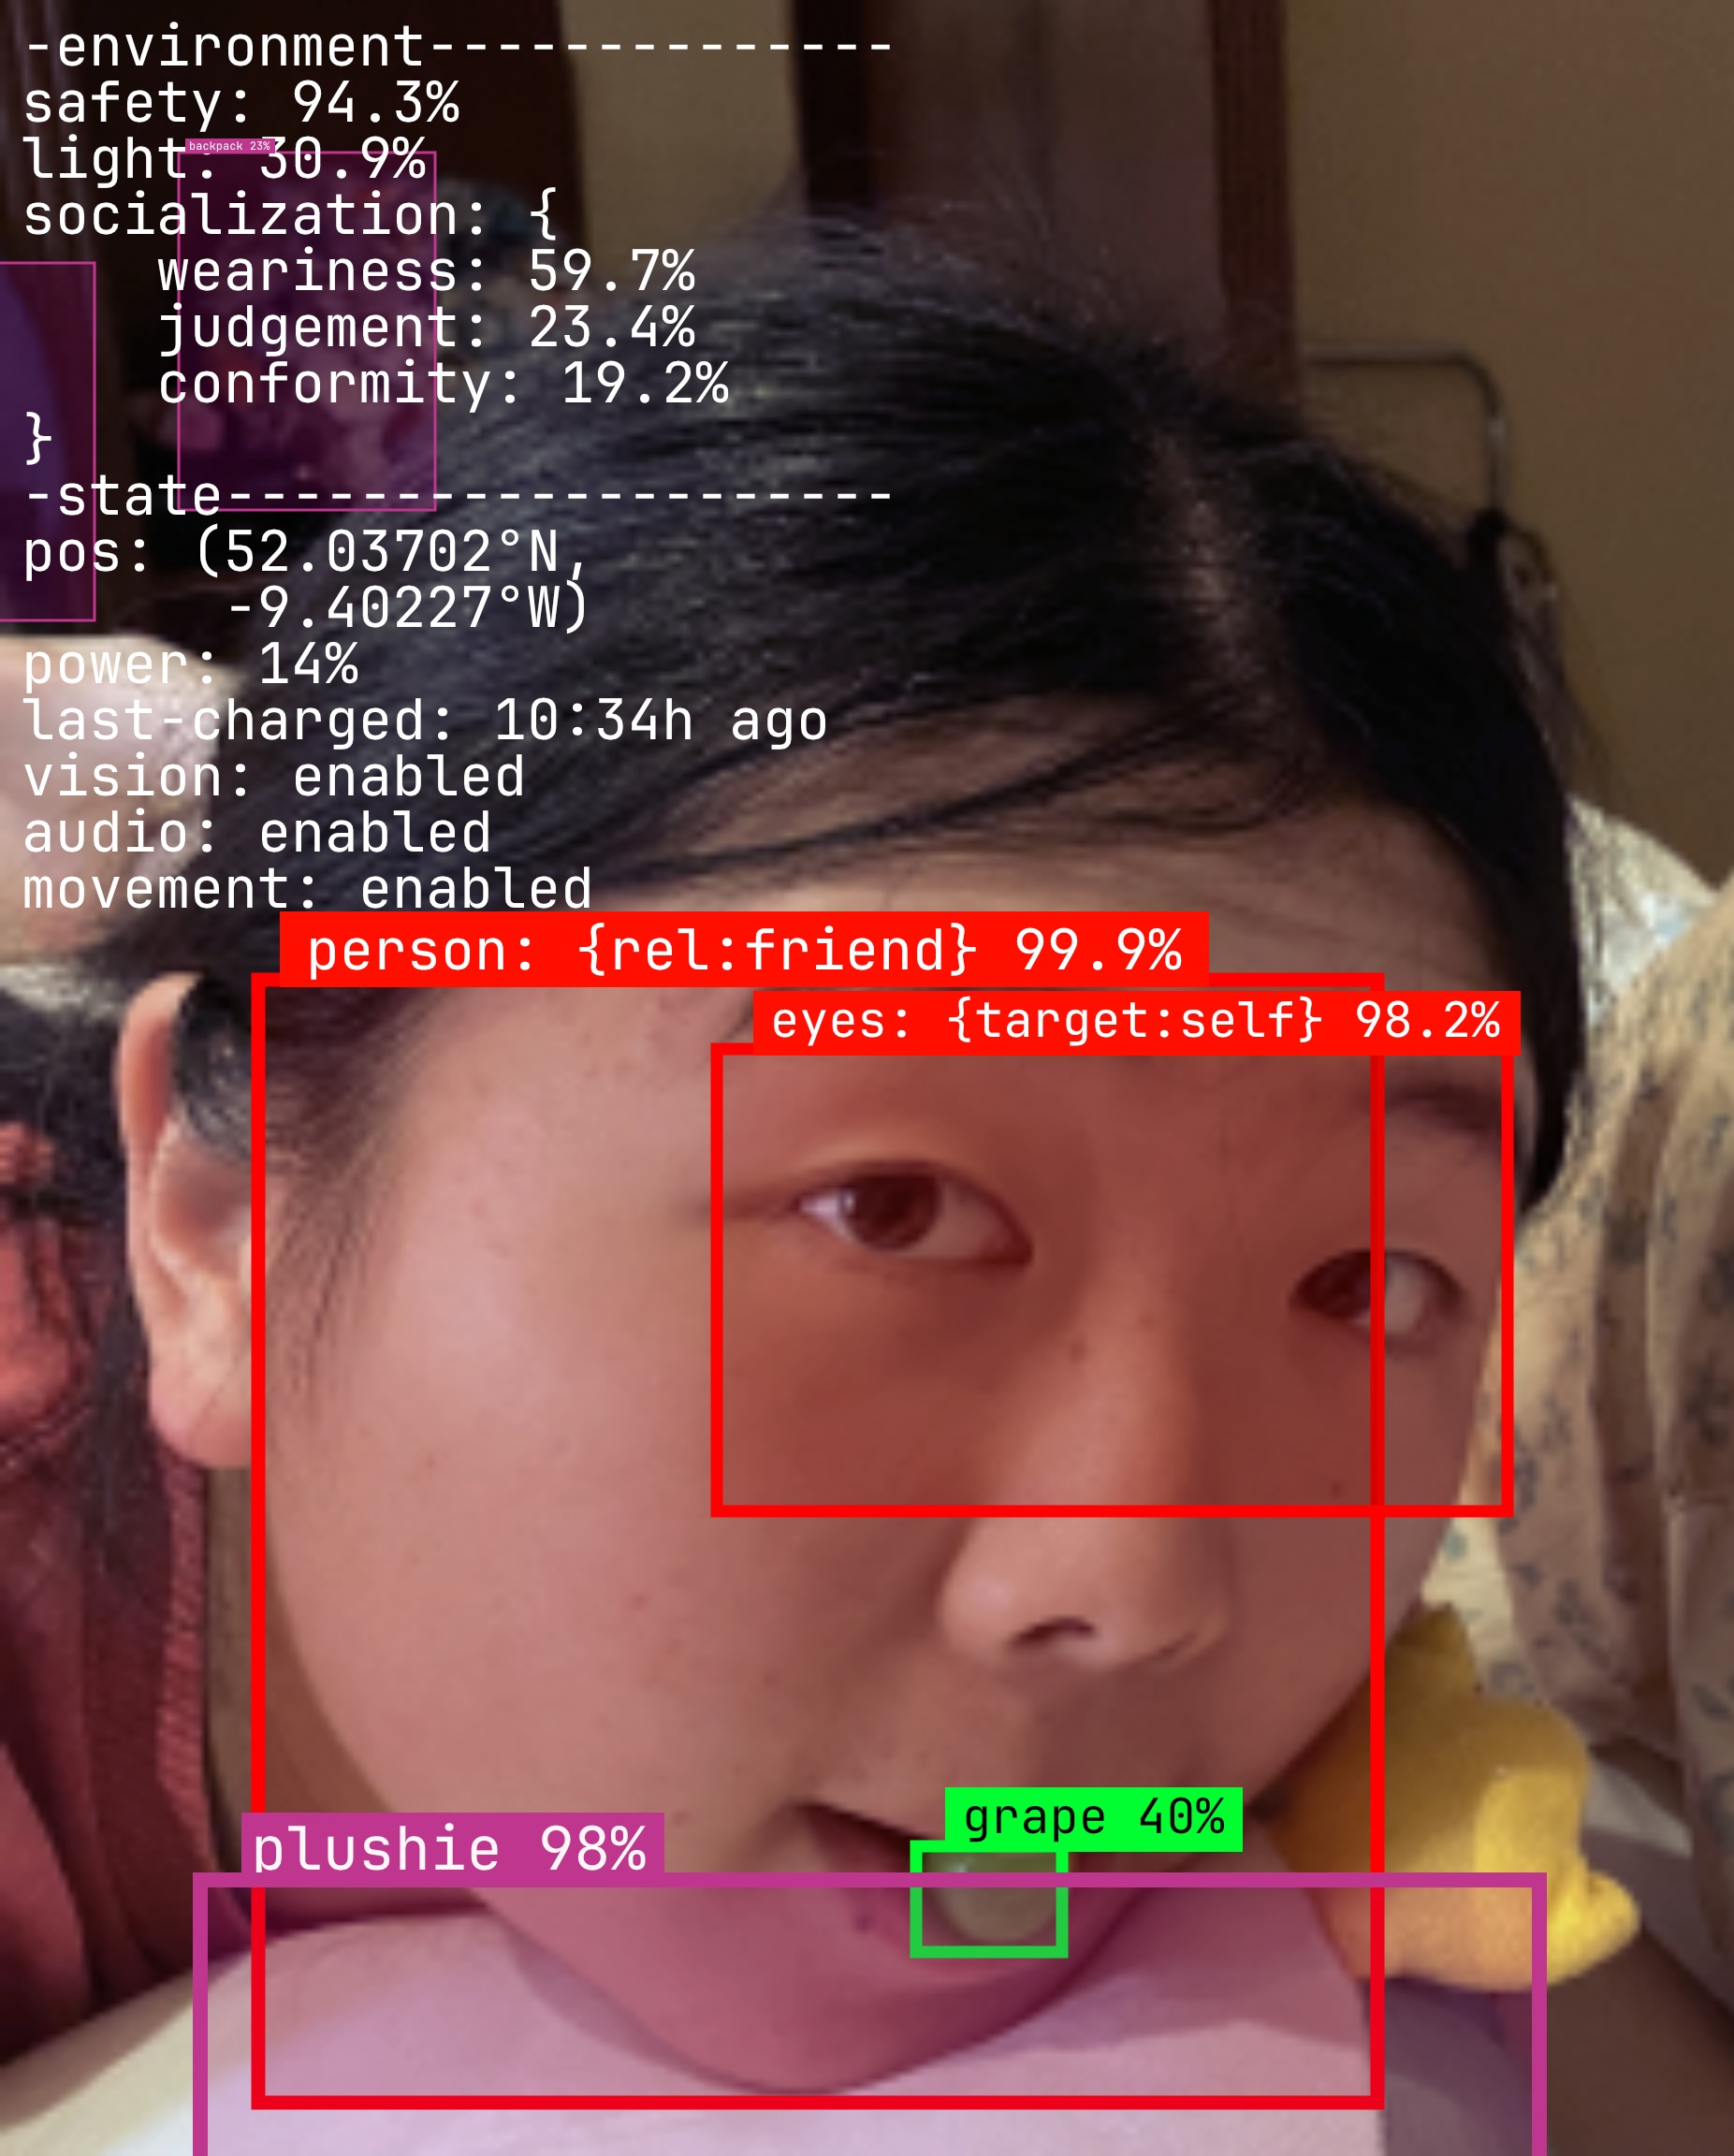 -environment--------------
safety: 94.3%
backpack 23%
light: 30.9%
socialization: {
    weariness: 59.7%
    judgement: 23.4%
    conformity: 19.2%
}
-state--------------------
pos: (52.03702°N,
      -9.40227°W)
power: 14%
last-charged: 10:34h ago
vision: enabled
audio: enabled
movement: enabled
person: {rel:friend} 99.9%
eyes: {target:self} 98.2%
grape 40%
plushie 98%